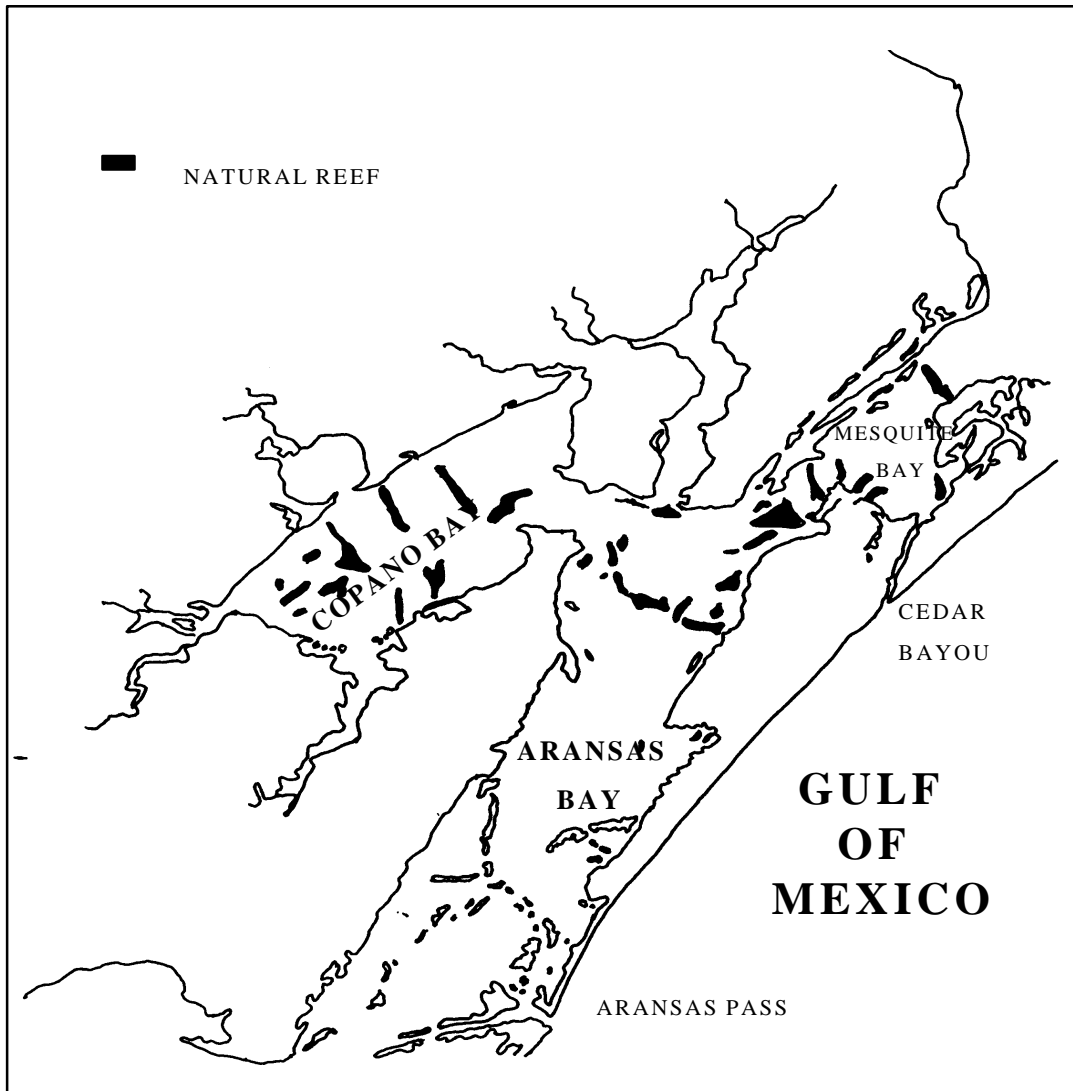 NATURAL REEF
MESQUITE
BAY
COPANO BAY
CEDAR
BAYOU
ARANSAS
BAY
GULF
OF
MEXICO
ARANSAS PASS